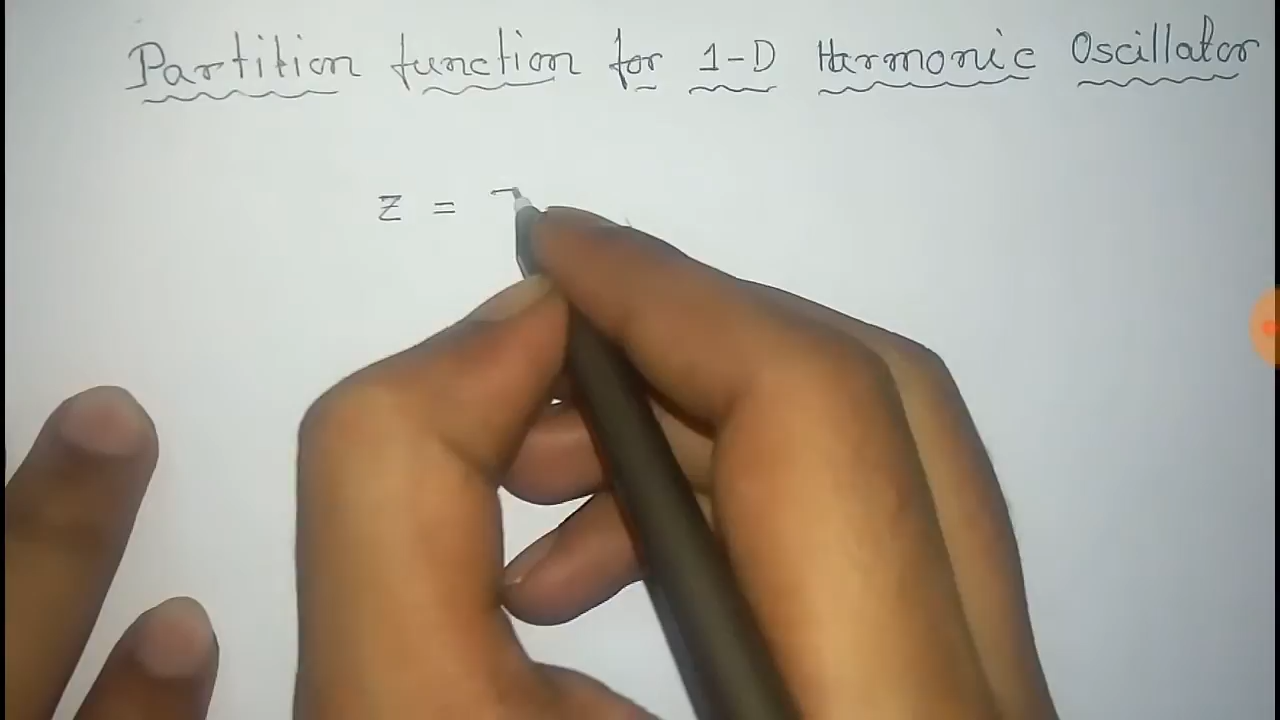 Partition function for 1-D Harmonic Oscillator
Z =